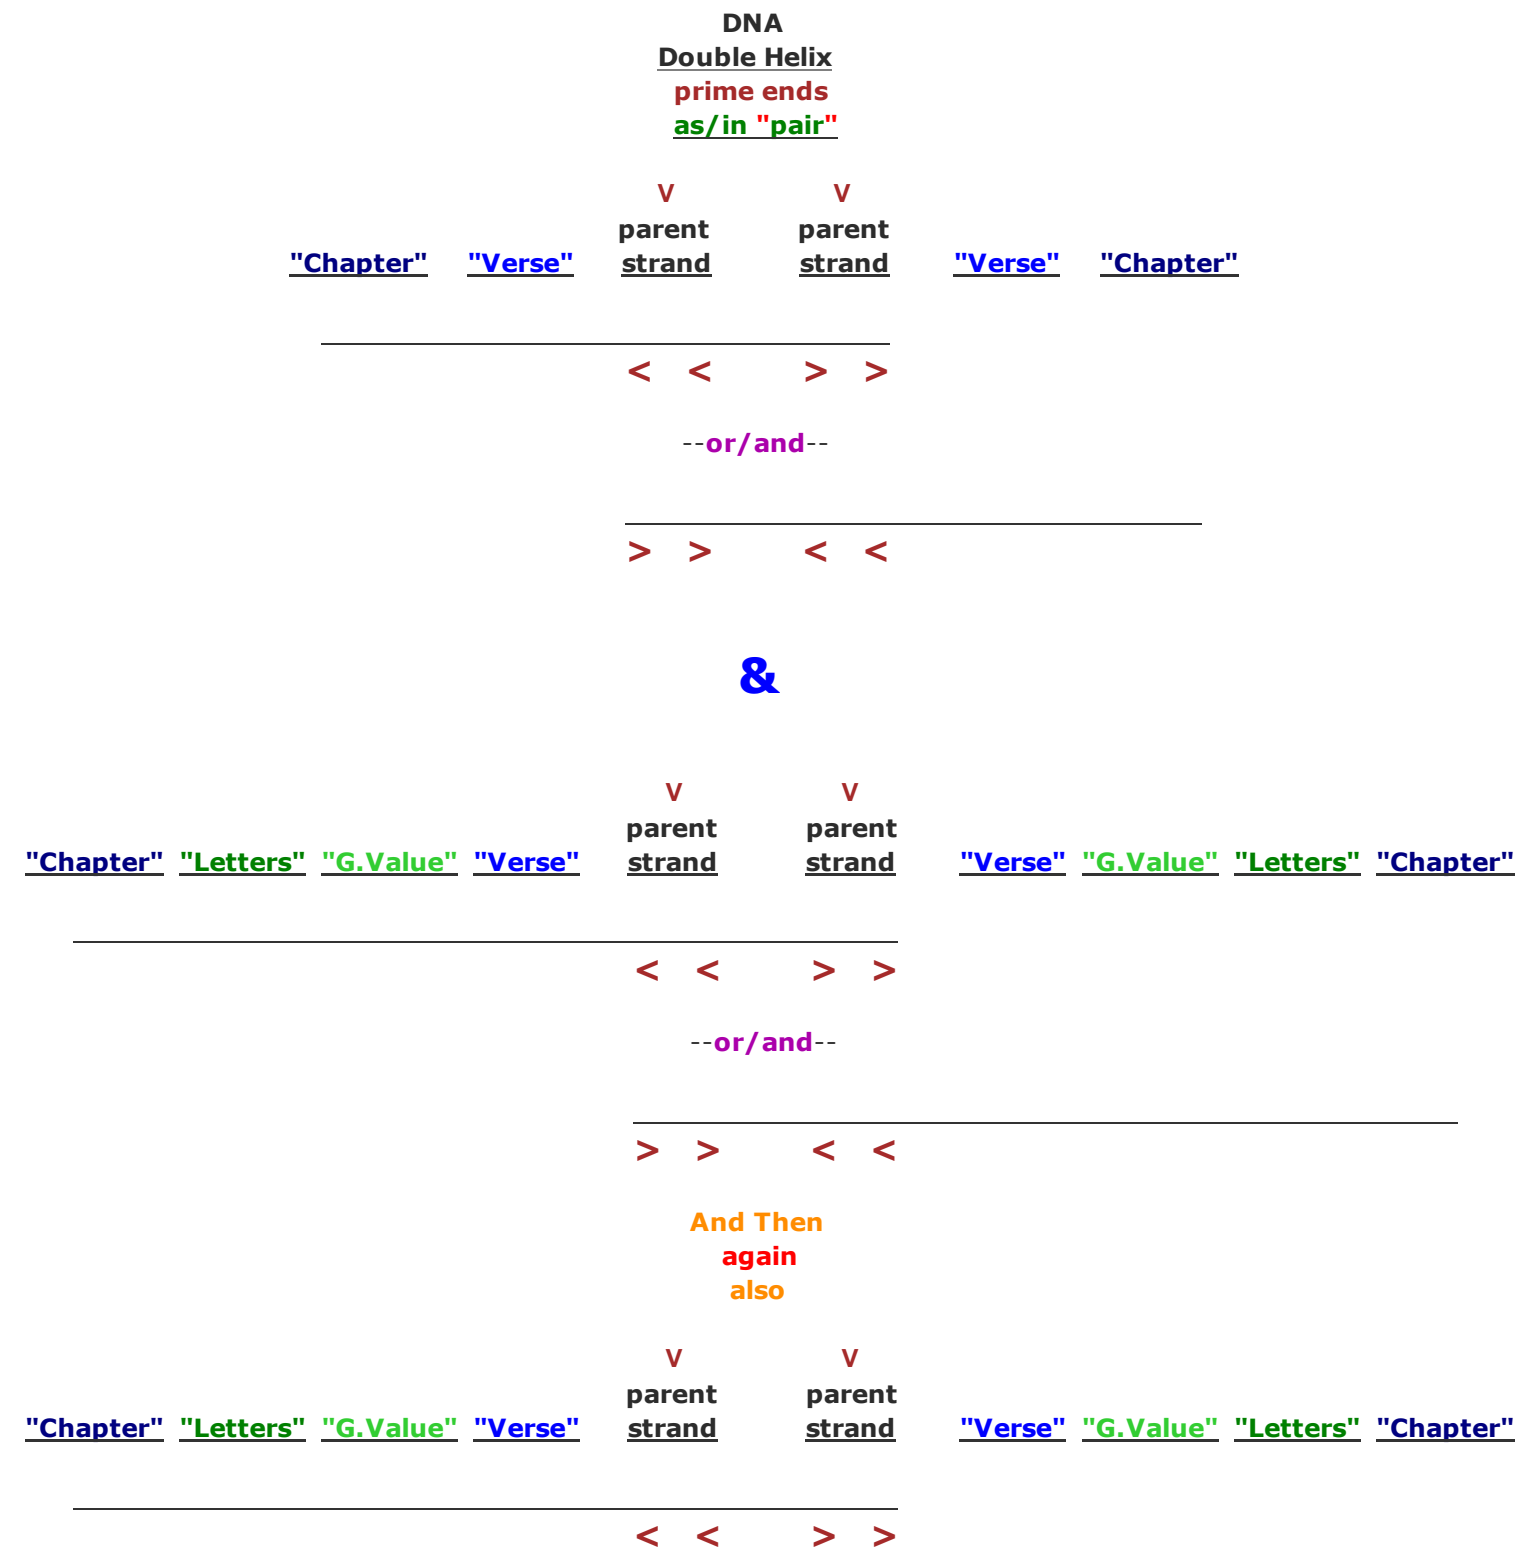 DNA
Double Helix
prime ends
as/in "pair"
V V
parent parent
"Chapter" "Verse" strand strand "Verse" "Chapter"
< < > >
--or/and--
> > < <
&
V V
parent parent
"Chapter" "Letters" "G.Value" "Verse" strand strand "Verse" "G.Value" "Letters" "Chapter"
< < > >
--or/and--
> > < <
And Then
again
also
V V
parent parent
"Chapter" "Letters" "G.Value" "Verse" strand strand "Verse" "G.Value" "Letters" "Chapter"
< < > >